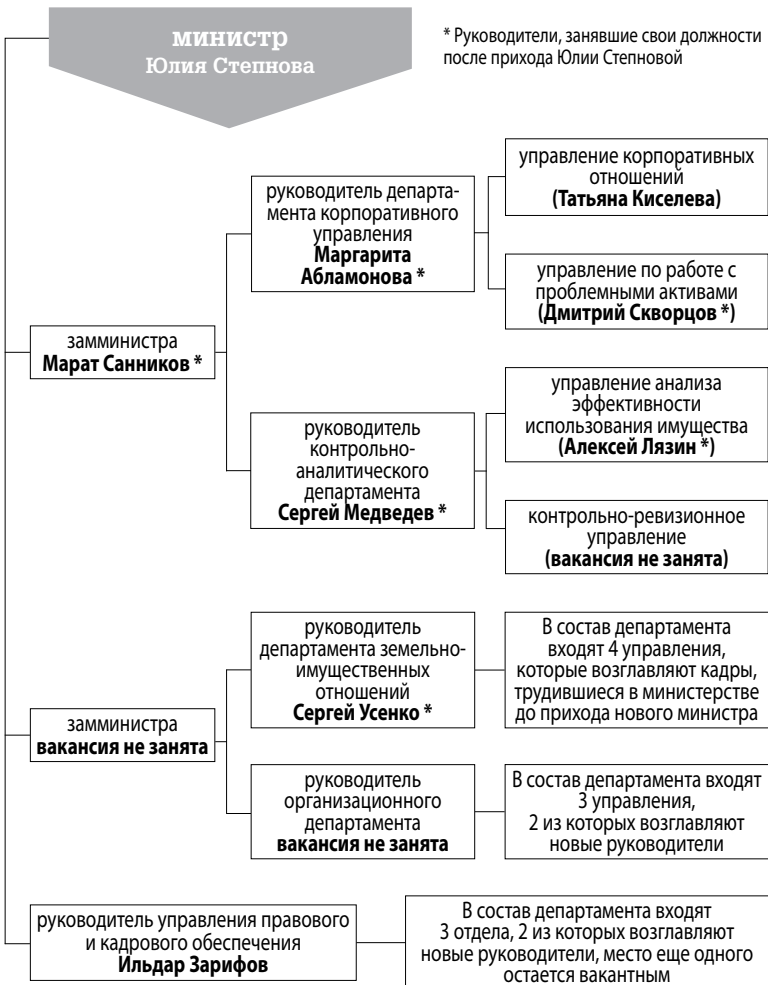 министр
Юлия Степнова
* Руководители, занявшие свои должности
после прихода Юлии Степновой
замминистра
Марат Санников *
руководитель департа-
мента корпоративного
управления
Маргарита
Абламонова *
управление корпоративных
отношений
(Татьяна Киселева)
управление по работе с
проблемными активами
(Дмитрий Скворцов *)
руководитель
контрольно-
аналитического
департамента
Сергей Медведев *
управление анализа
эффективности
использования имущества
(Алексей Лязин *)
контрольно-ревизионное
управление
(вакансия не занята)
замминистра
вакансия не занята
руководитель
департамента земельно-
имущественных
отношений
Сергей Усенко *
В состав департамента
входят 4 управления,
которые возглавляют кадры,
трудившиеся в министерстве
до прихода нового министра
руководитель
организационного
департамента
вакансия не занята
В состав департамента входят
3 управления,
2 из которых возглавляют
новые руководители
руководитель управления правового
и кадрового обеспечения
Ильдар Зарифов
В состав департамента входят
3 отдела, 2 из которых возглавляют
новые руководители, место еще одного
остается вакантным